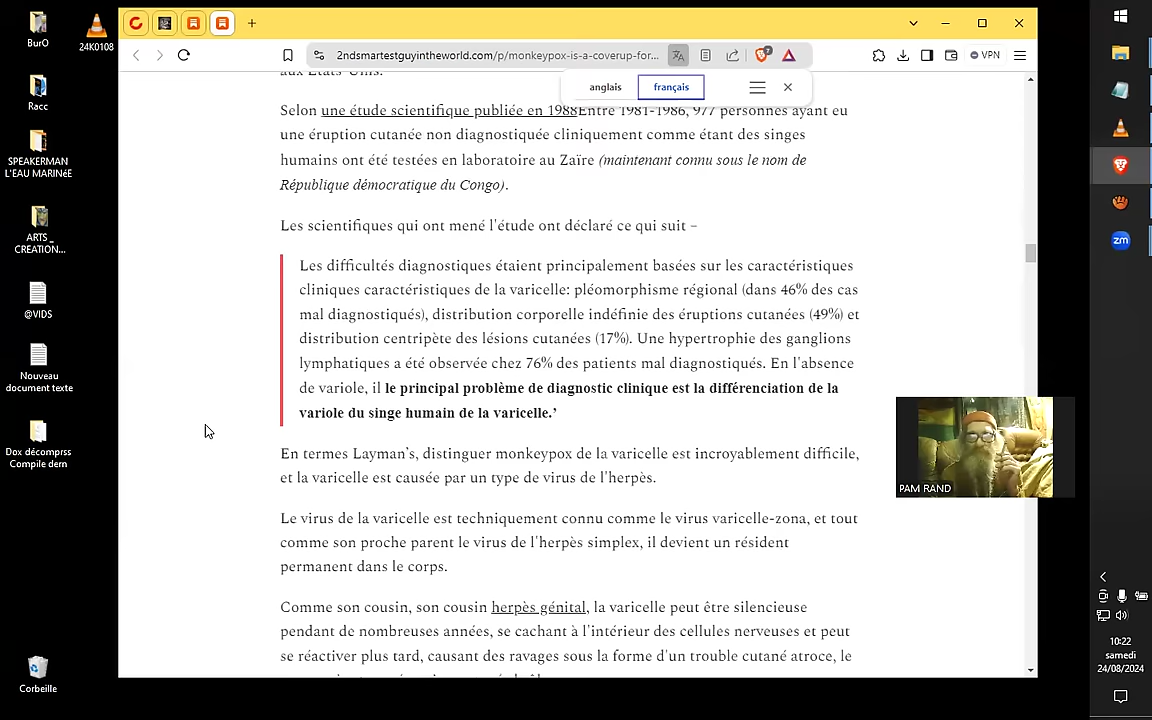 BurO
24K0108
Racc
SPEAKERMAN
L'EAU MARINéE
ARTS _
CREATION...
@VIDS
Nouveau
document texte
Dox décomprss
Compile dern
Corbeille
2ndsmartestguyintheworld.com/p/monkeypox-is-a-coverup-for...
VPN
anglais
français
aux États-Unis.
Selon une étude scientifique publiée en 1988Entre 1981-1986, 977 personnes ayant eu
une éruption cutanée non diagnostiquée cliniquement comme étant des singes
humains ont été testées en laboratoire au Zaïre (maintenant connu sous le nom de
République démocratique du Congo).
Les scientifiques qui ont mené l'étude ont déclaré ce qui suit –
Les difficultés diagnostiques étaient principalement basées sur les caractéristiques
cliniques caractéristiques de la varicelle: pléomorphisme régional (dans 46% des cas
mal diagnostiqués), distribution corporelle indéfinie des éruptions cutanées (49%) et
distribution centripète des lésions cutanées (17%). Une hypertrophie des ganglions
lymphatiques a été observée chez 76% des patients mal diagnostiqués. En l'absence
de variole, il le principal problème de diagnostic clinique est la différenciation de la
variole du singe humain de la varicelle.’
En termes Layman’s, distinguer monkeypox de la varicelle est incroyablement difficile,
et la varicelle est causée par un type de virus de l'herpès.
Le virus de la varicelle est techniquement connu comme le virus varicelle-zona, et tout
comme son proche parent le virus de l'herpès simplex, il devient un résident
permanent dans le corps.
Comme son cousin, son cousin herpès génital, la varicelle peut être silencieuse
pendant de nombreuses années, se cachant à l'intérieur des cellules nerveuses et peut
se réactiver plus tard, causant des ravages sous la forme d'un trouble cutané atroce, le
PAM RAND
zm
10:22
samedi
24/08/2024